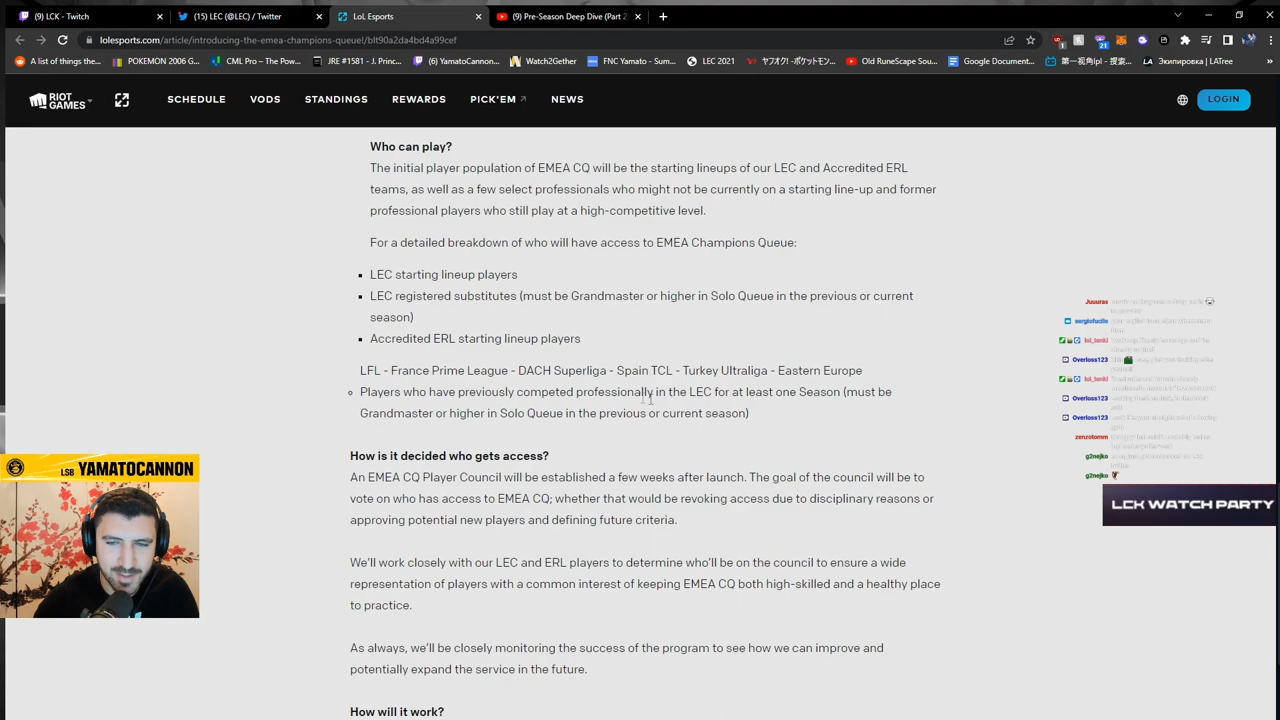 (9) LCK - Twitch
(15) LEC (@LEC) / Twitter
LoL Esports
(9) Pre-Season Deep Dive (Part 2
lolesports.com/article/introducing-the-emea-champions-queue!/blt90a2da4bd4a99cef
A list of things the...
POKEMON 2006 G...
CML Pro – The Pow...
JRE #1581 - J. Princ...
(6) YamatoCannon...
Watch2Gether
FNC Yamato - Sum...
LEC 2021
ヤフオク! -ポケットモン...
Old RuneScape Sou...
Google Document...
第一视角lpl - 搜索...
Экипировка | LATree
RIOT GAMES
SCHEDULE
VODS
STANDINGS
REWARDS
PICK'EM
NEWS
LOGIN
Who can play?
The initial player population of EMEA CQ will be the starting lineups of our LEC and Accredited ERL
teams, as well as a few select professionals who might not be currently on a starting line-up and former
professional players who still play at a high-competitive level.
For a detailed breakdown of who will have access to EMEA Champions Queue:
LEC starting lineup players
LEC registered substitutes (must be Grandmaster or higher in Solo Queue in the previous or current
season)
Accredited ERL starting lineup players
LFL - France Prime League - DACH Superliga - Spain TCL - Turkey Ultraliga - Eastern Europe
Players who have previously competed professionally in the LEC for at least one Season (must be
Grandmaster or higher in Solo Queue in the previous or current season)
How is it decided who gets access?
An EMEA CQ Player Council will be established a few weeks after launch. The goal of the council will be to
vote on who has access to EMEA CQ; whether that would be revoking access due to disciplinary reasons or
approving potential new players and defining future criteria.
We'll work closely with our LEC and ERL players to determine who'll be on the council to ensure a wide
representation of players with a common interest of keeping EMEA CQ both high-skilled and a healthy place
to practice.
As always, we'll be closely monitoring the success of the program to see how we can improve and
potentially expand the service in the future.
How will it work?
Juuuras
sergiofucile
lol_tenki
Overloss123
lol_tenki
Overloss123
Overloss123
zenzotomm
g2nejko
g2nejko
LCK WATCH PARTY
LSB YAMATOCANNON